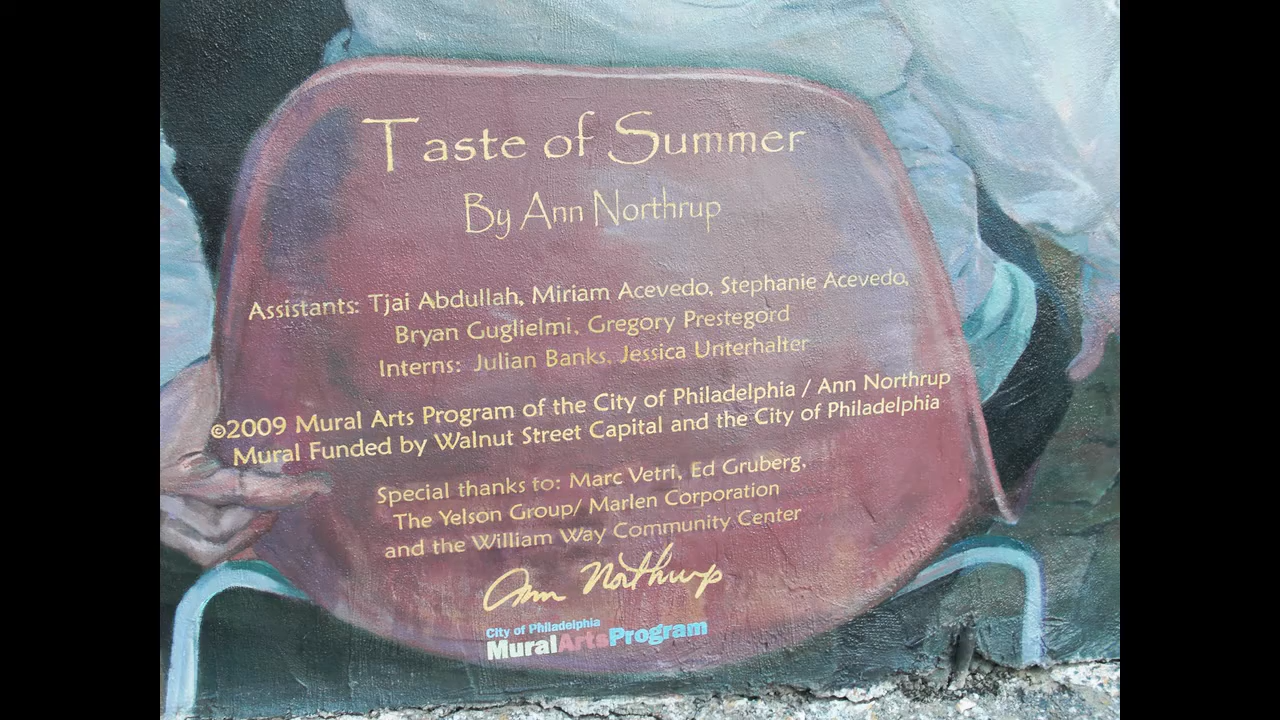 Taste of Summer
By Ann Northrup
Assistants: Tjai Abdullah, Miriam Acevedo, Stephanie Acevedo,
Bryan Guglielmi, Gregory Prestegord
Interns: Julian Banks, Jessica Unterhalter
©2009 Mural Arts Program of the City of Philadelphia / Ann Northrup
Mural Funded by Walnut Street Capital and the City of Philadelphia
Special thanks to: Marc Vetri, Ed Gruberg,
The Yelson Group/ Marlen Corporation
and the William Way Community Center
Ann Northrup
City of Philadelphia
MuralArtsProgram